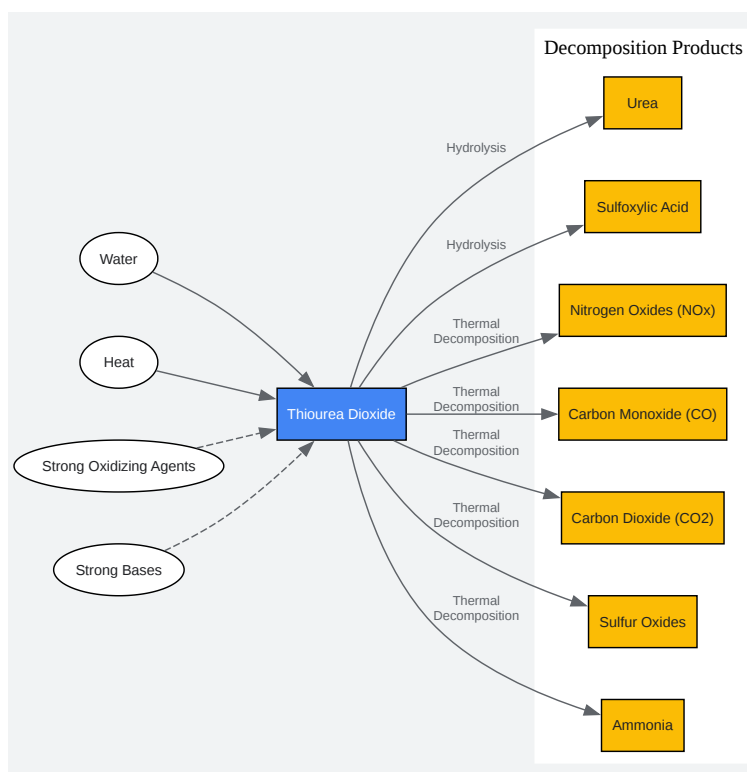 Decomposition Products
Urea
Hydrolysis
Sulfoxylic Acid
Hydrolysis
Water
Nitrogen Oxides (NOx)
Thermal
Decomposition
Heat
Thiourea Dioxide
Thermal
Decomposition
Carbon Monoxide (CO)
Thermal
Decomposition
Strong Oxidizing Agents
Carbon Dioxide (CO2)
Thermal
Decomposition
Strong Bases
Sulfur Oxides
Thermal
Decomposition
Ammonia